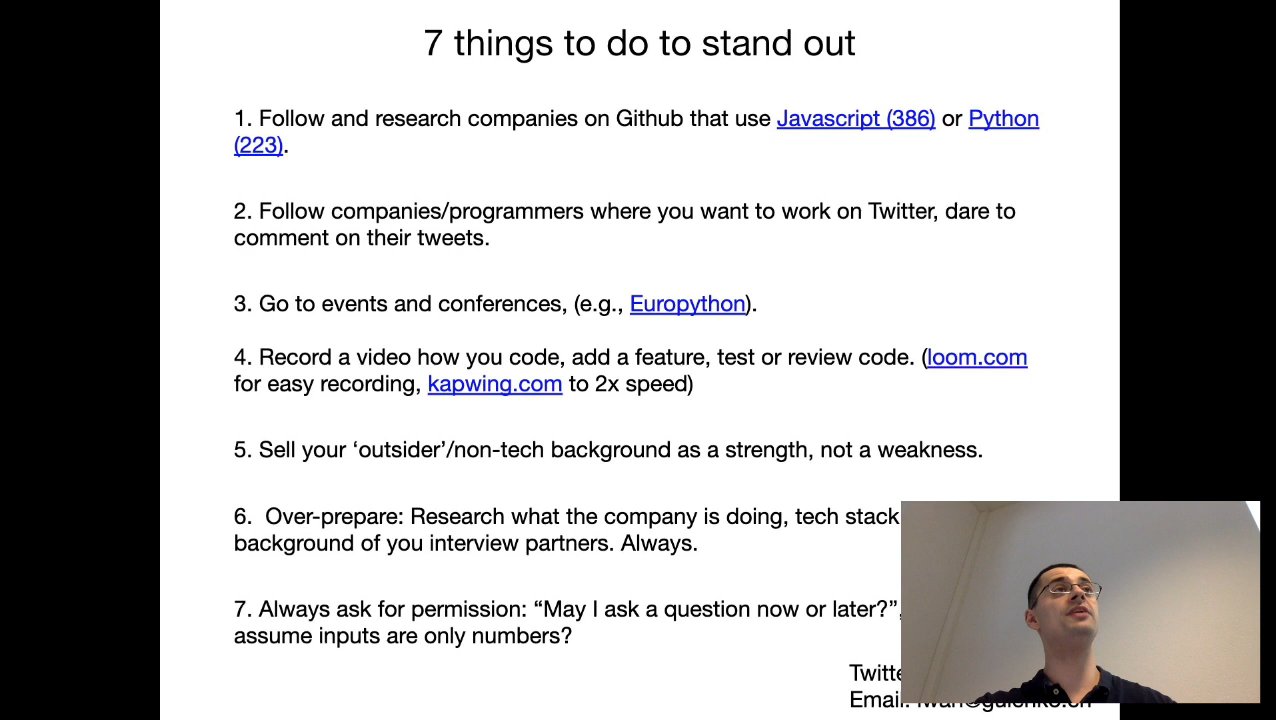 7 things to do to stand out
1. Follow and research companies on Github that use Javascript (386) or Python
(223).
2. Follow companies/programmers where you want to work on Twitter, dare to
comment on their tweets.
3. Go to events and conferences, (e.g., Europython).
4. Record a video how you code, add a feature, test or review code. (loom.com
for easy recording, kapwing.com to 2x speed)
5. Sell your ‘outsider’/non-tech background as a strength, not a weakness.
6. Over-prepare: Research what the company is doing, tech stack
background of you interview partners. Always.
7. Always ask for permission: “May I ask a question now or later?”,
assume inputs are only numbers?
Email: